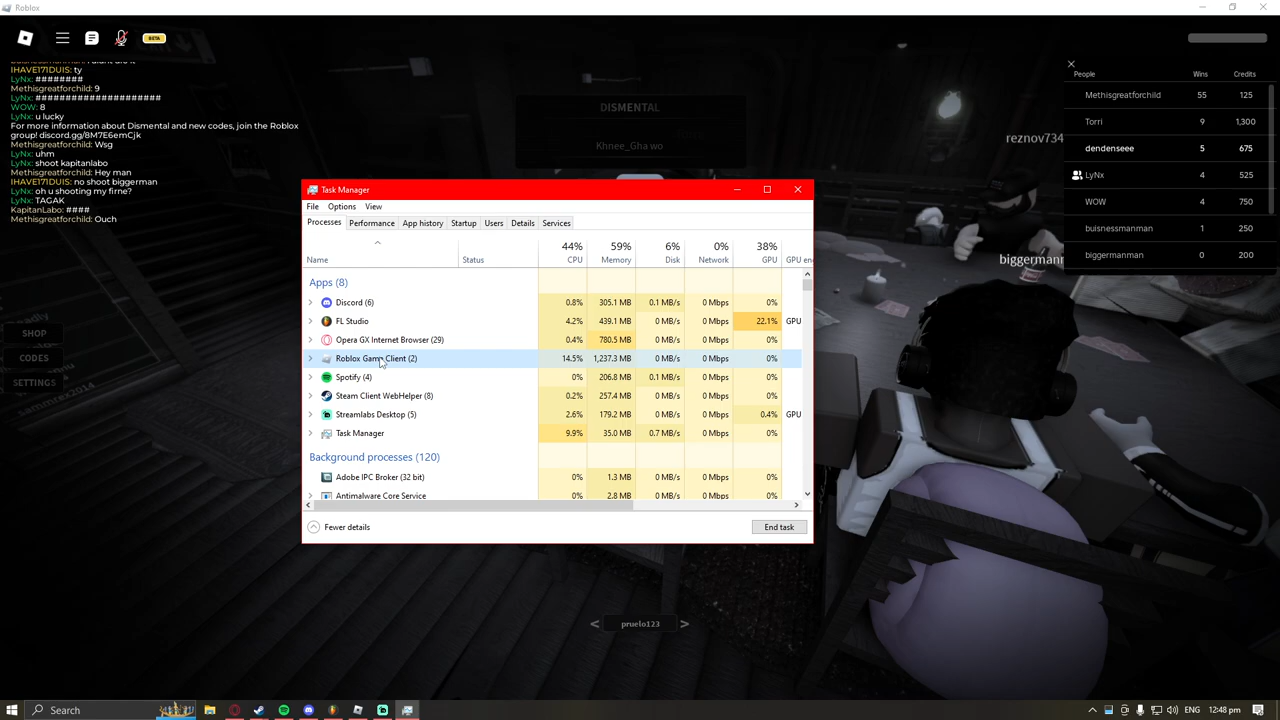 Roblox
BETA
IHAVE171DUIS: ty
LyNx: ########
Methisgreatforchild: 9
LyNx: #####################
WOW: 8
LyNx: u lucky
For more information about Dismental and new codes, join the Roblox
group! discord.gg/8M7E6emCjk
Methisgreatforchild: Wsg
LyNx: uhm
LyNx: shoot kapitanlabo
Methisgreatforchild: Hey man
IHAVE171DUIS: no shoot biggerman
LyNx: oh u shooting my firne?
LyNx: TAGAK
KapitanLabo: ####
Methisgreatforchild: Ouch
DISMENTAL
Khnee_Gha wo
reznov734
biggermann
People Wins Credits
Methisgreatforchild 55 125
Torri 9 1,300
dendenseee 5 675
LyNx 4 525
WOW 4 750
buisnessmanman 1 250
biggermanman 0 200
SHOP
CODES
SETTINGS
sammrex2014
Task Manager
File Options View
Processes Performance App history Startup Users Details Services
44% 59% 6% 0% 38%
Name Status CPU Memory Disk Network GPU GPU en
Apps (8)
Discord (6) 0.8% 305.1 MB 0.1 MB/s 0 Mbps 0%
FL Studio 4.2% 439.1 MB 0 MB/s 0 Mbps 22.1% GPU
Opera GX Internet Browser (29) 0.4% 780.5 MB 0 MB/s 0 Mbps 0%
Roblox Game Client (2) 14.5% 1,237.3 MB 0 MB/s 0 Mbps 0%
Spotify (4) 0% 206.8 MB 0.1 MB/s 0 Mbps 0%
Steam Client WebHelper (8) 0.2% 257.4 MB 0 MB/s 0 Mbps 0%
Streamlabs Desktop (5) 2.6% 179.2 MB 0 MB/s 0 Mbps 0.4% GPU
Task Manager 9.9% 35.0 MB 0.7 MB/s 0 Mbps 0%
Background processes (120)
Adobe IPC Broker (32 bit) 0% 1.3 MB 0 MB/s 0 Mbps 0%
Antimalware Core Service 0% 2.8 MB 0 MB/s 0 Mbps 0%
Fewer details
End task
< pruelo123 >
Search
ENG 12:48 pm